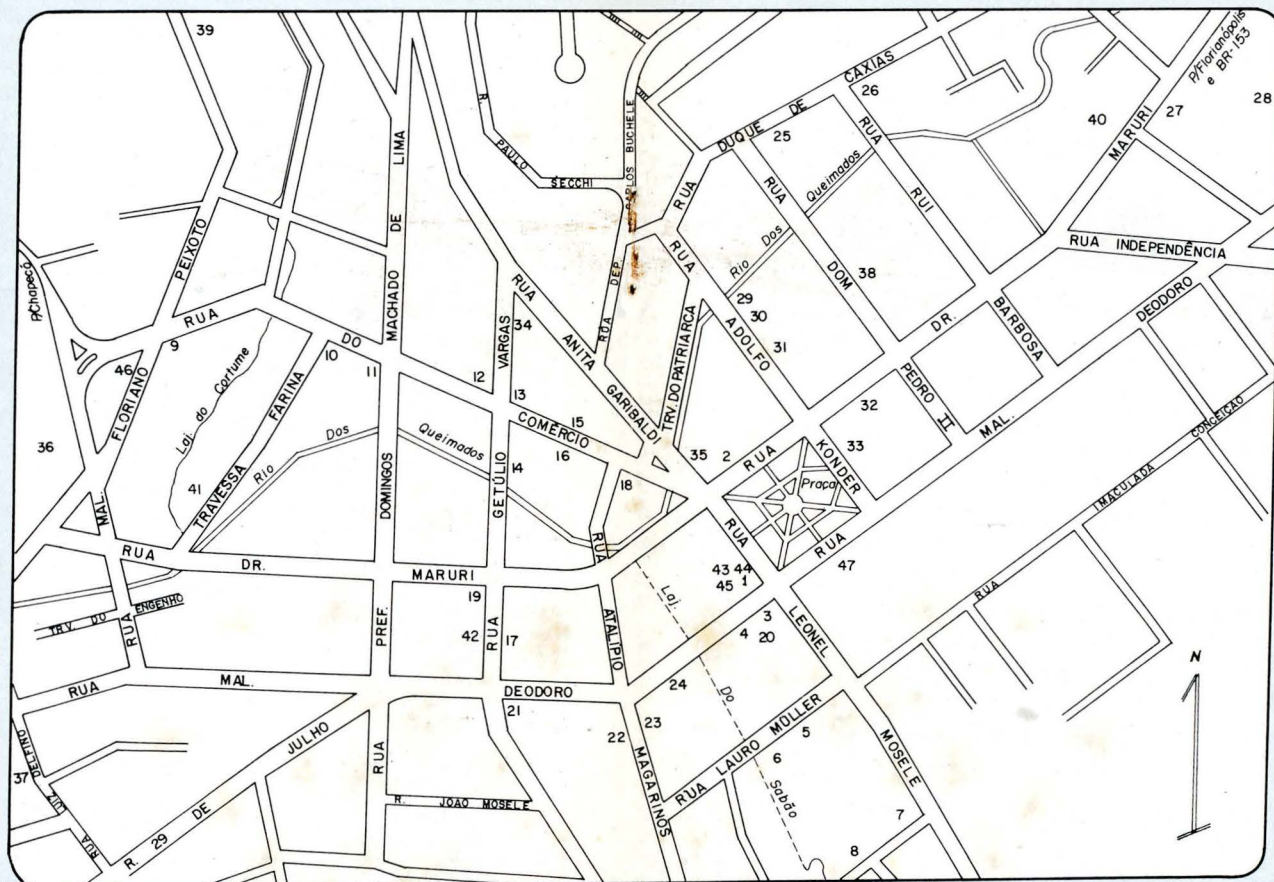 39
R. PAULO SECCHI
RUA DEP. CARLOS BUCHELE
RUA DUQUE DE CAXIAS
26
25
P/Florianópolis e BR-153
28
27
40
RUA DR. MARURI
RUA INDEPENDÊNCIA
RUA RUI BARBOSA
Rio Dos Queimados
RUA DOM PEDRO II
38
RUA MAL. DEODORO
RUA ADOLFO KONDER
29
30
31
32
33
TRV. DO PATRIARCA
RUA ANITA GARIBALDI
PREF. DOMINGOS MACHADO DE LIMA
RUA GETÚLIO VARGAS
34
RUA DO COMÉRCIO
P/Chapecó
RUA MAL. FLORIANO PEIXOTO
9
46
10
11
12
13
15
16
14
18
35
2
Praça
36
Laj. do Cortume
TRAVESSA FARINA
41
Rio Dos Queimados
RUA DR. MARURI
TRV. DO ENGENHO
19
42
17
43 44
45 1
47
3
4 20
RUA IMACULADA CONCEIÇÃO
RUA LEONEL MOSELE
RUA ATALÍPIO MAGARINOS
Laj. Do Sabão
RUA MAL. DEODORO
24
23
22
21
RUA LAURO MÜLLER
5
6
7
8
37
RUA LUIZ DELFINO
R. 29 DE JULHO
RUA
R. JOÃO MOSELE
N